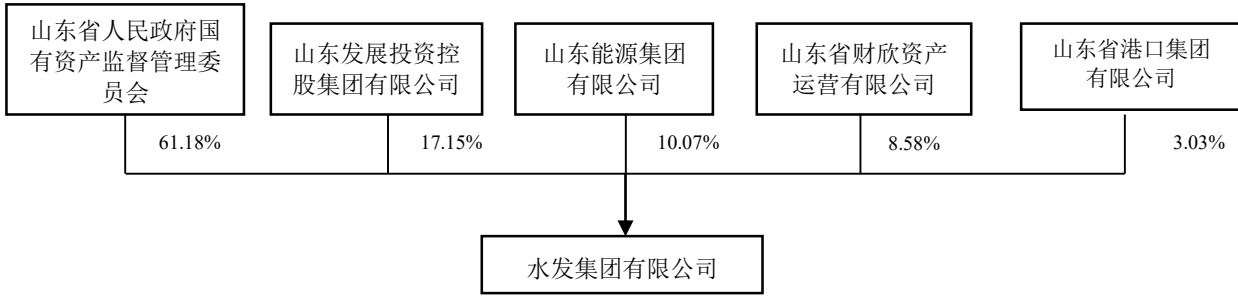 山东省人民政府国
有资产监督管理委
员会
山东发展投资控
股集团有限公司
山东能源集团
有限公司
山东省财欣资产
运营有限公司
山东省港口集团
有限公司
61.18%
17.15%
10.07%
8.58%
3.03%
水发集团有限公司